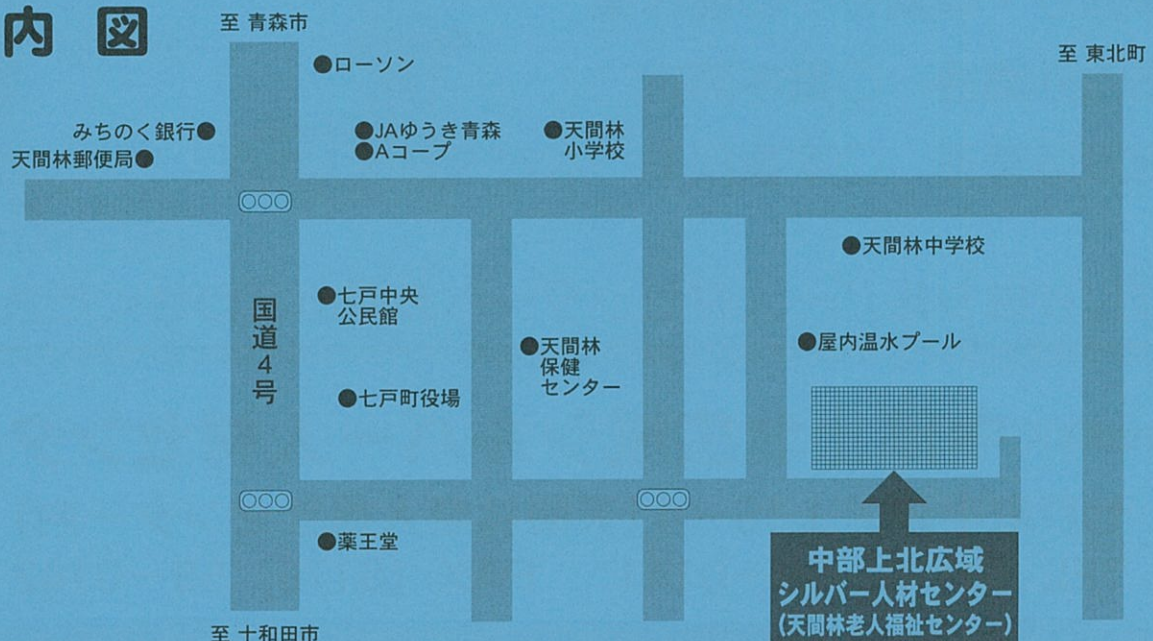 内 図
至 青森市
●ローソン
至 東北町
みちのく銀行●
天間林郵便局●
●JAゆうき青森
●Aコープ
●天間林
小学校
●天間林中学校
国道4号
●七戸中央
公民館
●天間林
保健
センター
●屋内温水プール
●七戸町役場
●薬王堂
中部上北広域
シルバー人材センター
(天間林老人福祉センター)
至 十和田市